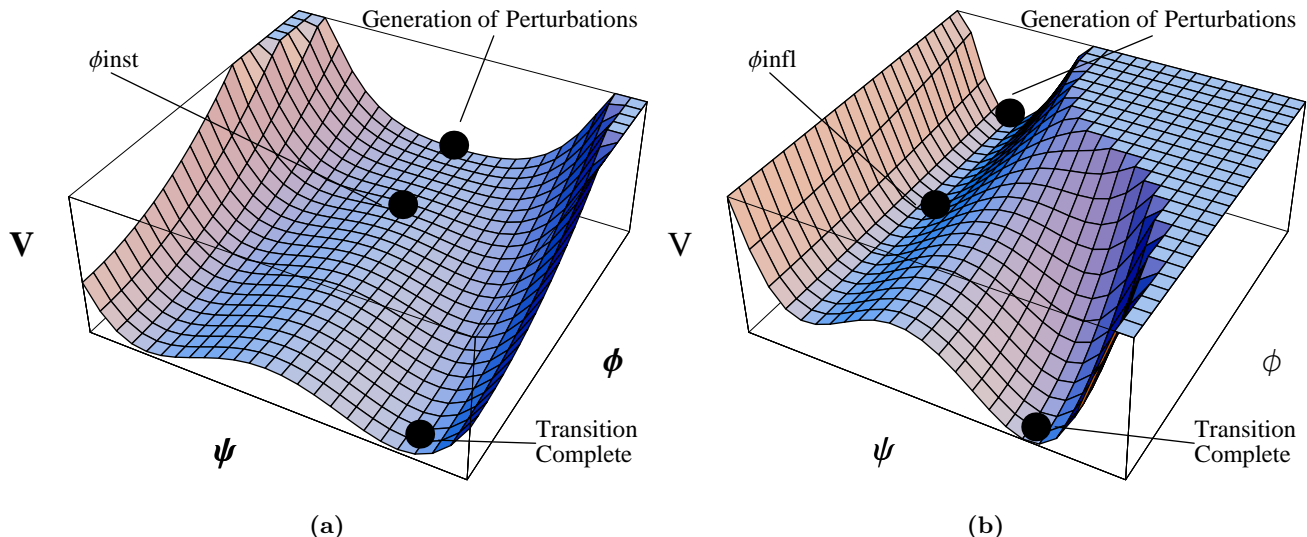 Generation of Perturbations
ϕinst
V
ϕ
ψ
Transition
Complete
(a)
Generation of Perturbations
ϕinfl
V
ϕ
ψ
Transition
Complete
(b)